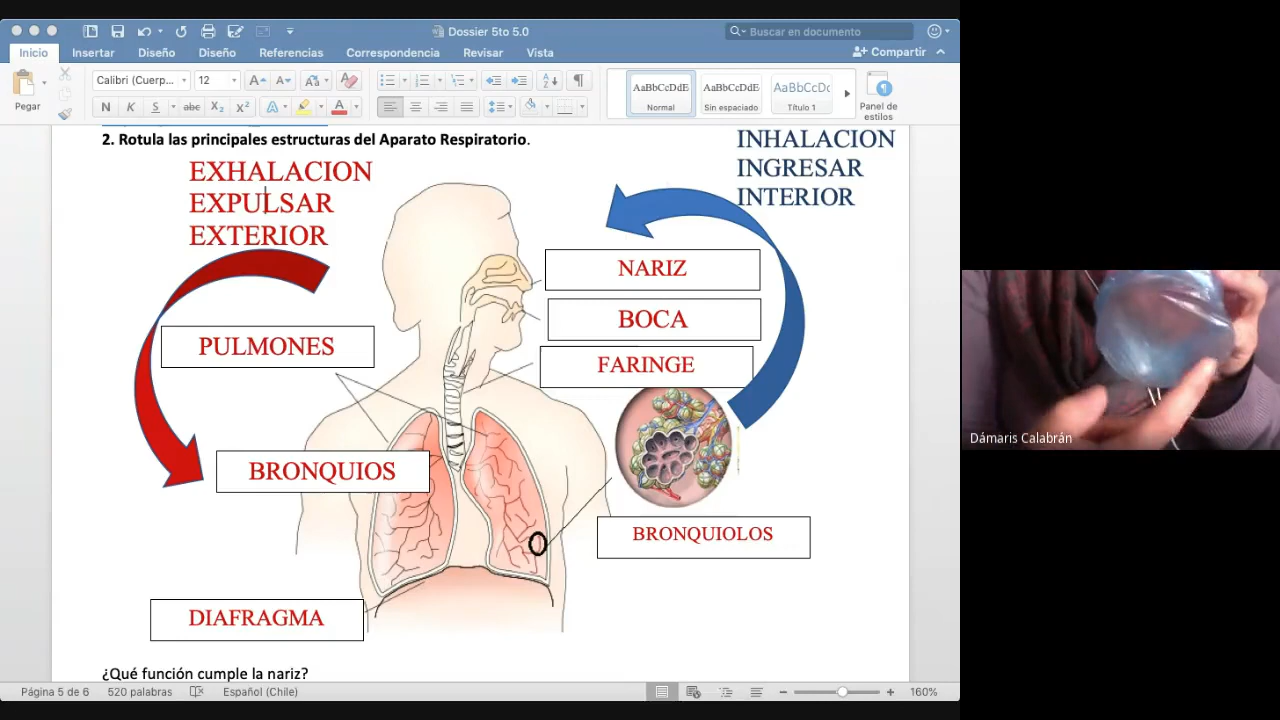 Dossier 5to 5.0
Buscar en documento
Inicio
Insertar
Diseño
Diseño
Referencias
Correspondencia
Revisar
Vista
Compartir
Pegar
Calibri (Cuerp...
12
N K S abc X₂ X²
AaBbCcDdE
Normal
AaBbCcDdE
Sin espaciado
AaBbCcDc
Título 1
Panel de
estilos
2. Rotula las principales estructuras del Aparato Respiratorio.
EXHALACION
EXPULSAR
EXTERIOR
INHALACION
INGRESAR
INTERIOR
NARIZ
BOCA
FARINGE
PULMONES
BRONQUIOS
BRONQUIOLOS
DIAFRAGMA
¿Qué función cumple la nariz?
Página 5 de 6
520 palabras
Español (Chile)
160%
Dámaris Calabrán